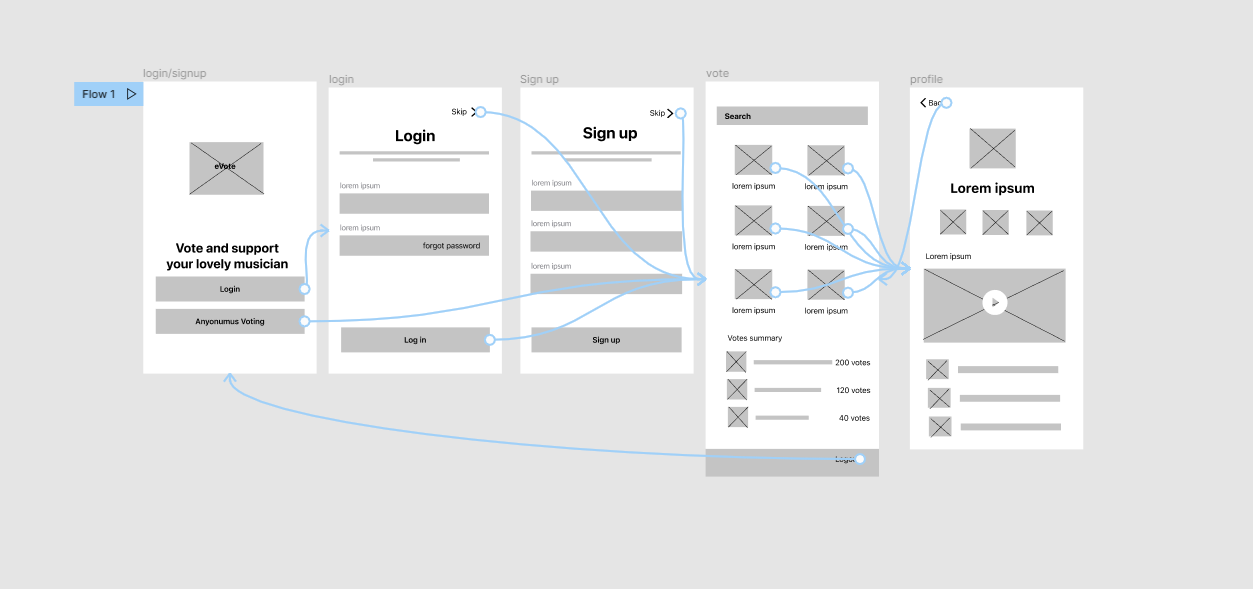 login/signup
Flow 1
eVote
Vote and support
your lovely musician
Login
Anyonumus Voting
login
Skip
Login
lorem ipsum
lorem ipsum
forgot password
Log in
Sign up
Skip
Sign up
lorem ipsum
lorem ipsum
lorem ipsum
Sign up
vote
Search
lorem ipsum
lorem ipsum
lorem ipsum
lorem ipsum
lorem ipsum
lorem ipsum
Votes summary
200 votes
120 votes
40 votes
profile
Lorem ipsum
Lorem ipsum